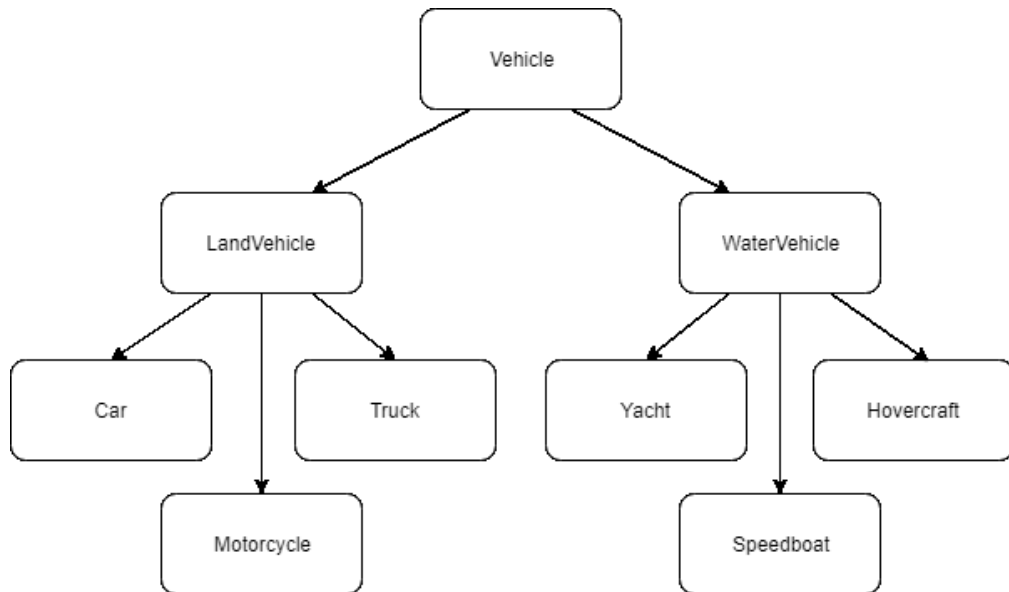 Vehicle
LandVehicle
WaterVehicle
Car
Truck
Yacht
Hovercraft
Motorcycle
Speedboat